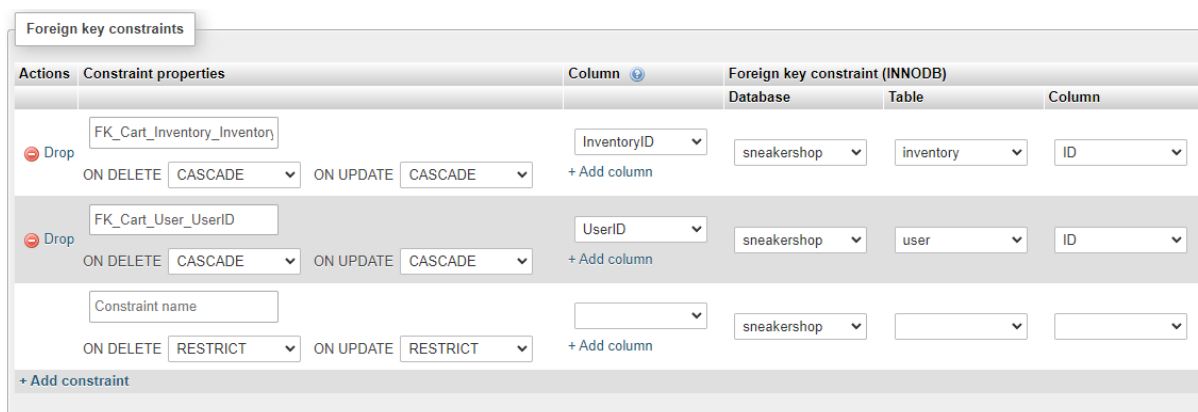 Foreign key constraints
Actions Constraint properties Column Foreign key constraint (INNODB)
Database Table Column
FK_Cart_Inventory_Inventory
Drop
InventoryID
sneakershop inventory ID
ON DELETE CASCADE ON UPDATE CASCADE
+ Add column
FK_Cart_User_UserID
Drop
UserID
sneakershop user ID
ON DELETE CASCADE ON UPDATE CASCADE
+ Add column
Constraint name
sneakershop
ON DELETE RESTRICT ON UPDATE RESTRICT
+ Add column
+ Add constraint